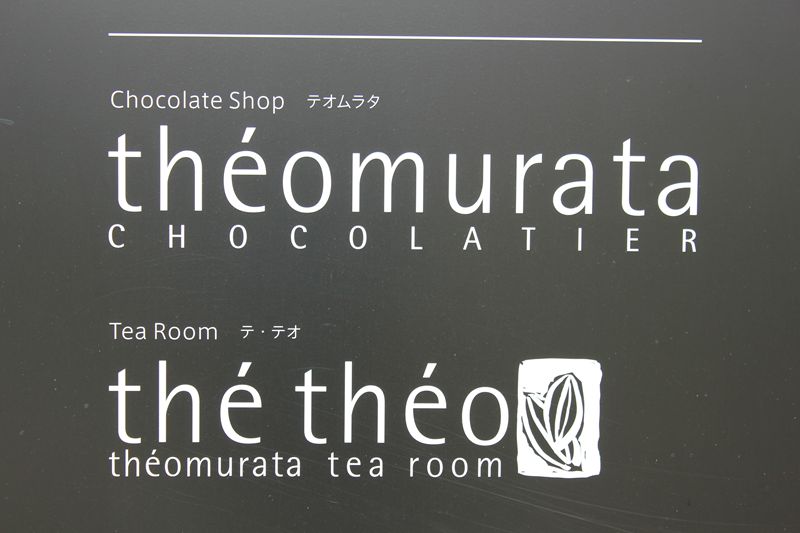 Chocolate Shop テオムラタ
théomurata
CHOCOLATIER
Tea Room テ・テオ
thé théo
théomurata tea room